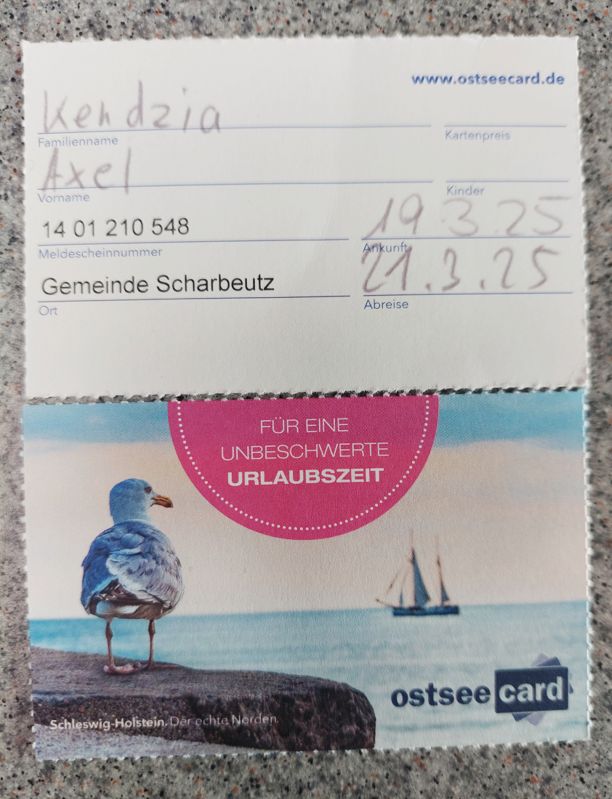 www.ostseecard.de
Kendzia
Familienname
Kartenpreis
Axel
Vorname
Kinder
14 01 210 548
19.3.25
Meldescheinnummer
Ankunft
Gemeinde Scharbeutz
21.3.25
Ort
Abreise
FÜR EINE
UNBESCHWERTE
URLAUBSZEIT
ostseecard
Schleswig-Holstein. Der echte Norden.